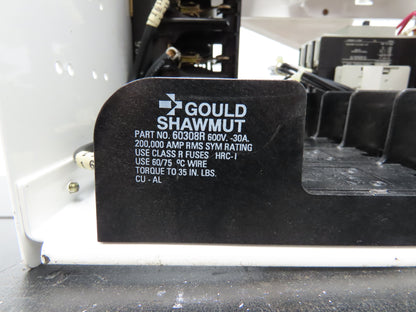 GOULD
SHAWMUT
PART NO. 60308R 600V. -30A.
200,000 AMP RMS SYM RATING
USE CLASS R FUSES HRC-I
USE 60/75 °C WIRE
TORQUE TO 35 IN. LBS.
CU - AL